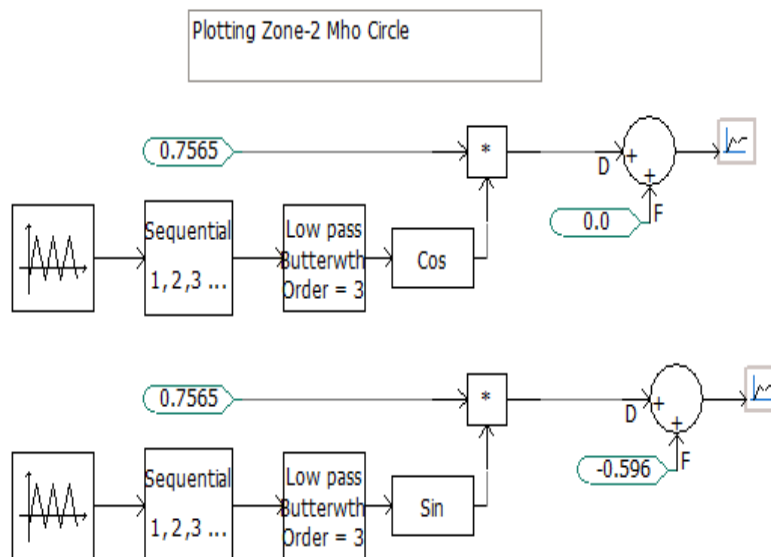 Plotting Zone-2 Mho Circle
0.7565
*
D
+
+
F
0.0
Sequential
1,2,3 ...
Low pass
Butterwth
Order = 3
Cos
0.7565
*
D
+
+
F
-0.596
Sequential
1,2,3 ...
Low pass
Butterwth
Order = 3
Sin